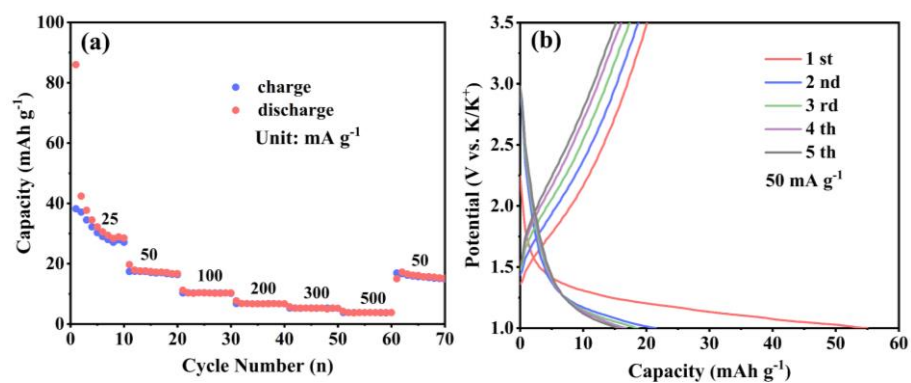 (a)
Capacity (mAh g⁻¹)
100
80
60
40
20
0
charge
discharge
Unit: mA g⁻¹
25
50
100
200
300
500
50
0 10 20 30 40 50 60 70
Cycle Number (n)
(b)
Potential (V vs. K/K⁺)
3.5
3.0
2.5
2.0
1.5
1.0
1 st
2 nd
3 rd
4 th
5 th
50 mA g⁻¹
0 10 20 30 40 50 60
Capacity (mAh g⁻¹)